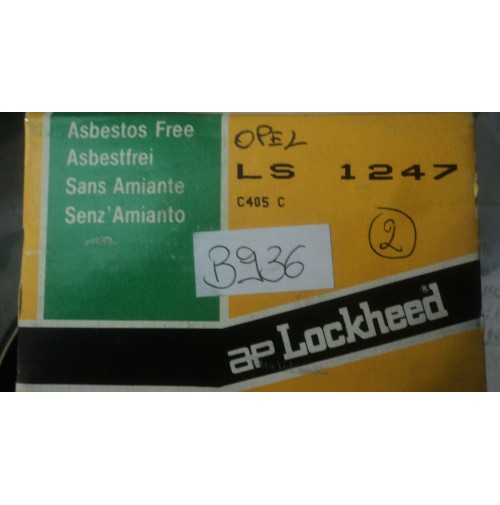 Asbestos Free
Asbestfrei
Sans Amiante
Senz'Amianto
OPEL
LS 1247
C405 C
2
B936
AP Lockheed